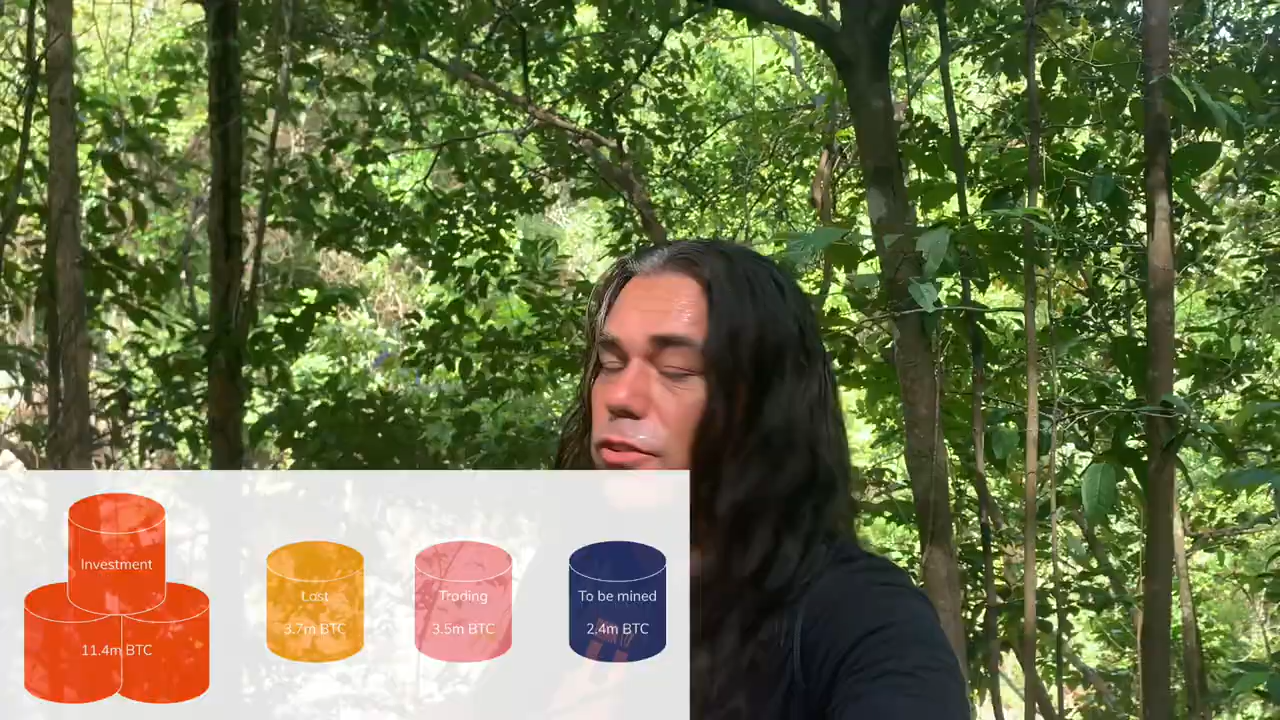 Investment
11.4m BTC
Lost
3.7m BTC
Trading
3.5m BTC
To be mined
2.4m BTC